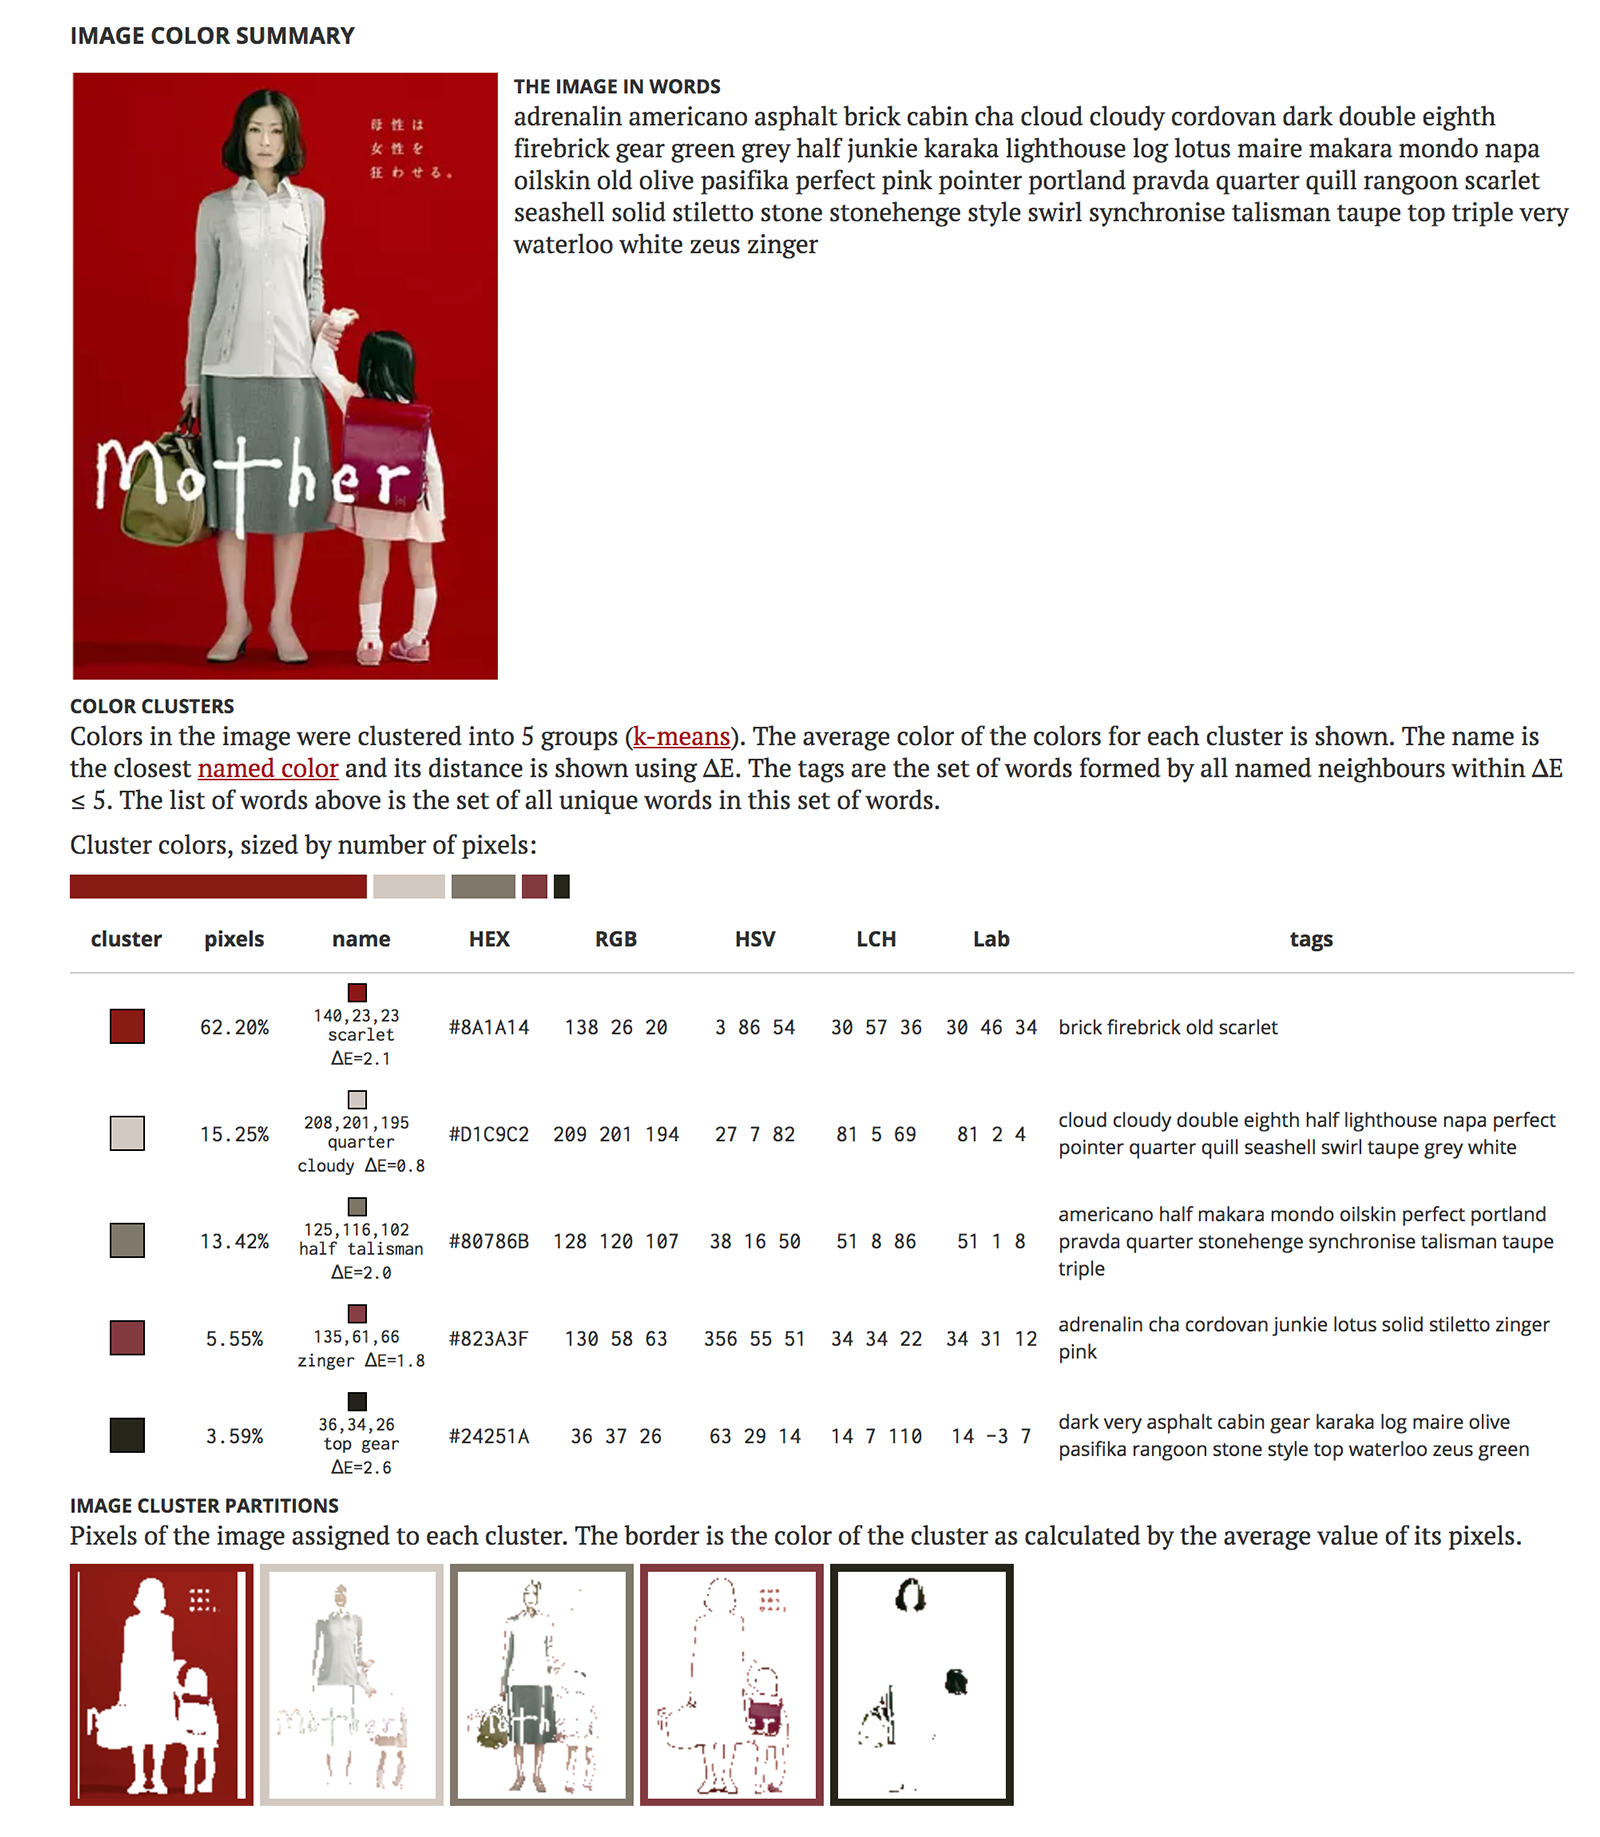 IMAGE COLOR SUMMARY
母性は
女性を
狂わせる。
Mother
THE IMAGE IN WORDS
adrenalin americano asphalt brick cabin cha cloud cloudy cordovan dark double eighth
firebrick gear green grey half junkie karaka lighthouse log lotus maire makara mondo napa
oilskin old olive pasifika perfect pink pointer portland pravda quarter quill rangoon scarlet
seashell solid stiletto stone stonehenge style swirl synchronise talisman taupe top triple very
waterloo white zeus zinger
COLOR CLUSTERS
Colors in the image were clustered into 5 groups (k-means). The average color of the colors for each cluster is shown. The name is
the closest named color and its distance is shown using ΔE. The tags are the set of words formed by all named neighbours within ΔE
≤ 5. The list of words above is the set of all unique words in this set of words.
Cluster colors, sized by number of pixels:
cluster pixels name HEX RGB HSV LCH Lab tags
62.20% 140,23,23 scarlet ΔE=2.1 #8A1A14 138 26 20 3 86 54 30 57 36 30 46 34 brick firebrick old scarlet
15.25% 208,201,195 quarter cloudy ΔE=0.8 #D1C9C2 209 201 194 27 7 82 81 5 69 81 2 4 cloud cloudy double eighth half lighthouse napa perfect
pointer quarter quill seashell swirl taupe grey white
13.42% 125,116,102 half talisman ΔE=2.0 #80786B 128 120 107 38 16 50 51 8 86 51 1 8 americano half makara mondo oilskin perfect portland
pravda quarter stonehenge synchronise talisman taupe
triple
5.55% 135,61,66 zinger ΔE=1.8 #823A3F 130 58 63 356 55 51 34 34 22 34 31 12 adrenalin cha cordovan junkie lotus solid stiletto zinger
pink
3.59% 36,34,26 top gear ΔE=2.6 #24251A 36 37 26 63 29 14 14 7 110 14 -3 7 dark very asphalt cabin gear karaka log maire olive
pasifika rangoon stone style top waterloo zeus green
IMAGE CLUSTER PARTITIONS
Pixels of the image assigned to each cluster. The border is the color of the cluster as calculated by the average value of its pixels.